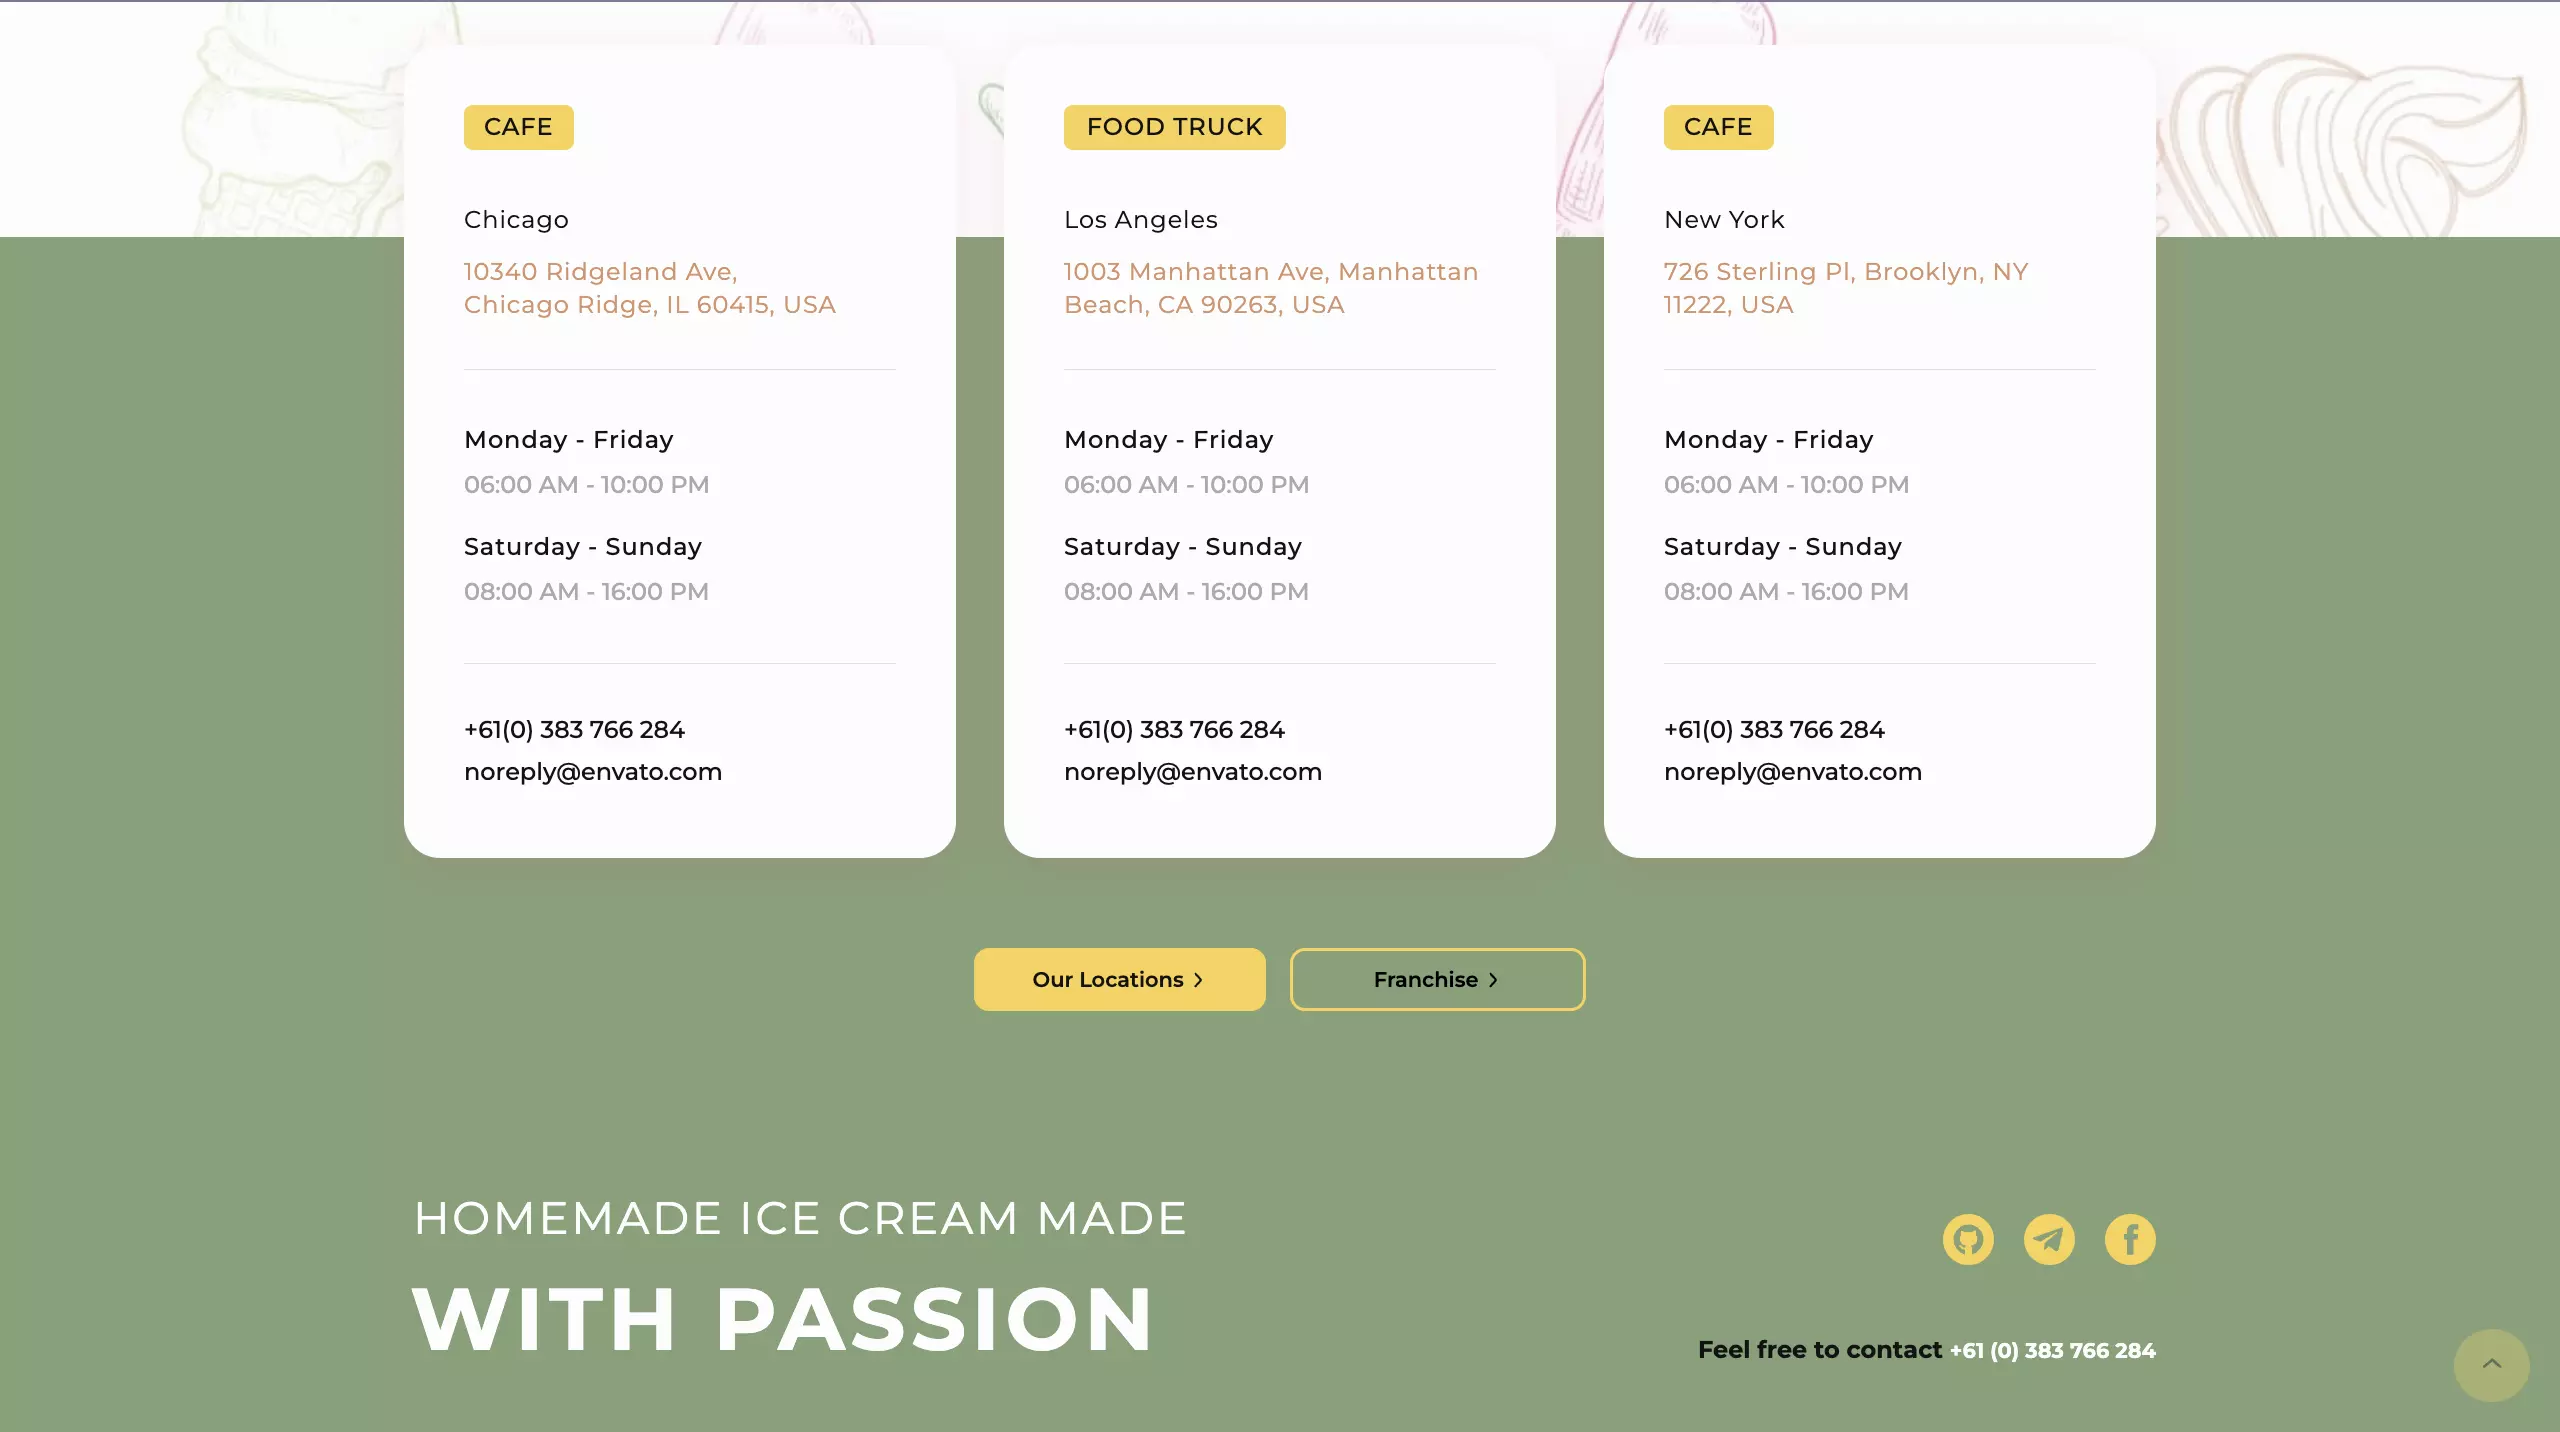 CAFE
Chicago
10340 Ridgeland Ave,
Chicago Ridge, IL 60415, USA
Monday - Friday
06:00 AM - 10:00 PM
Saturday - Sunday
08:00 AM - 16:00 PM
+61(0) 383 766 284
noreply@envato.com
FOOD TRUCK
Los Angeles
1003 Manhattan Ave, Manhattan
Beach, CA 90263, USA
Monday - Friday
06:00 AM - 10:00 PM
Saturday - Sunday
08:00 AM - 16:00 PM
+61(0) 383 766 284
noreply@envato.com
CAFE
New York
726 Sterling Pl, Brooklyn, NY
11222, USA
Monday - Friday
06:00 AM - 10:00 PM
Saturday - Sunday
08:00 AM - 16:00 PM
+61(0) 383 766 284
noreply@envato.com
Our Locations
Franchise
HOMEMADE ICE CREAM MADE
WITH PASSION
Feel free to contact +61 (0) 383 766 284